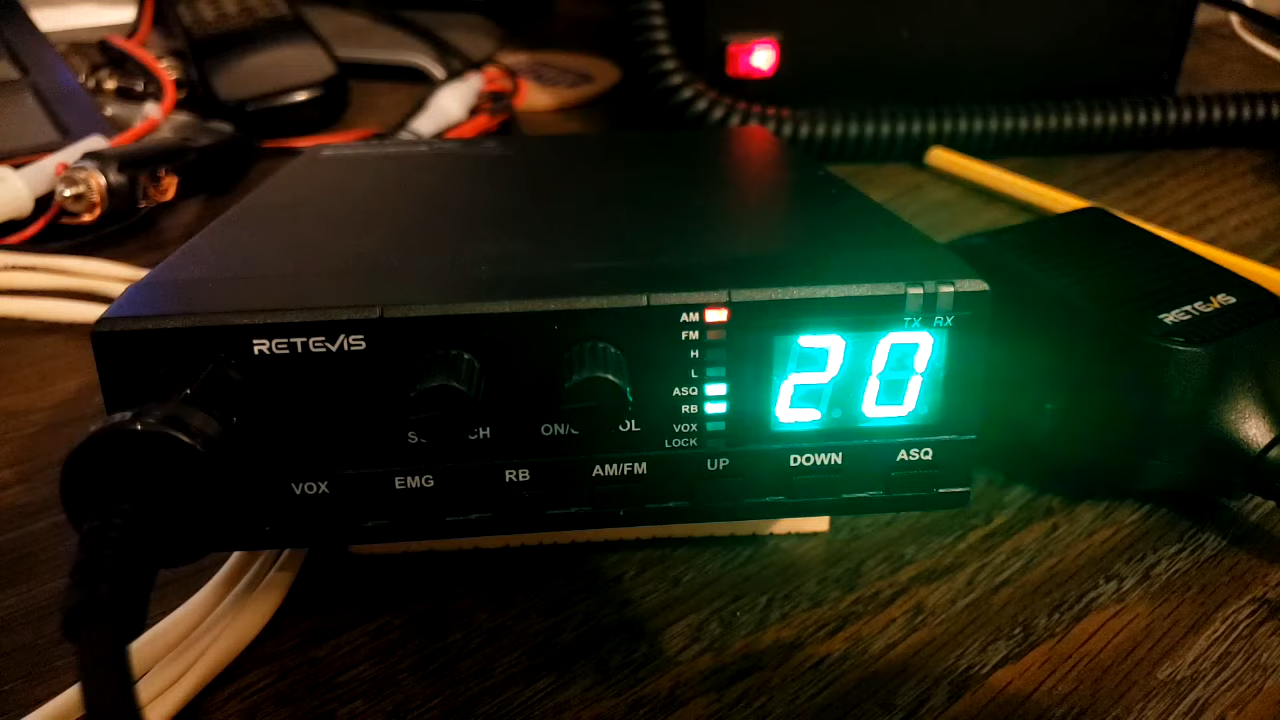 RETEVIS
AM
FM
H
L
ASQ
RB
VOX
LOCK
20
TX RX
VOX EMG RB AM/FM UP DOWN ASQ
RETEVIS